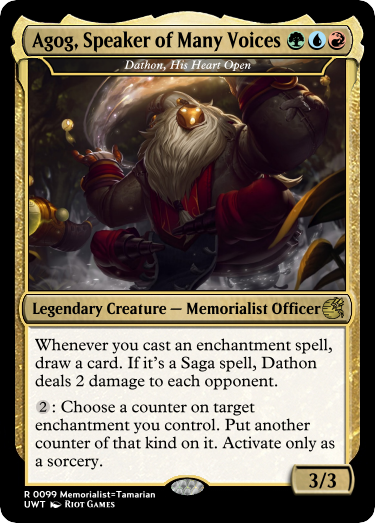 Agog, Speaker of Many Voices
Dathon, His Heart Open
Legendary Creature — Memorialist Officer
Whenever you cast an enchantment spell,
draw a card. If it's a Saga spell, Dathon
deals 2 damage to each opponent.
2: Choose a counter on target
enchantment you control. Put another
counter of that kind on it. Activate only as
a sorcery.
3/3
R 0099 Memorialist=Tamarian
UWT Riot Games